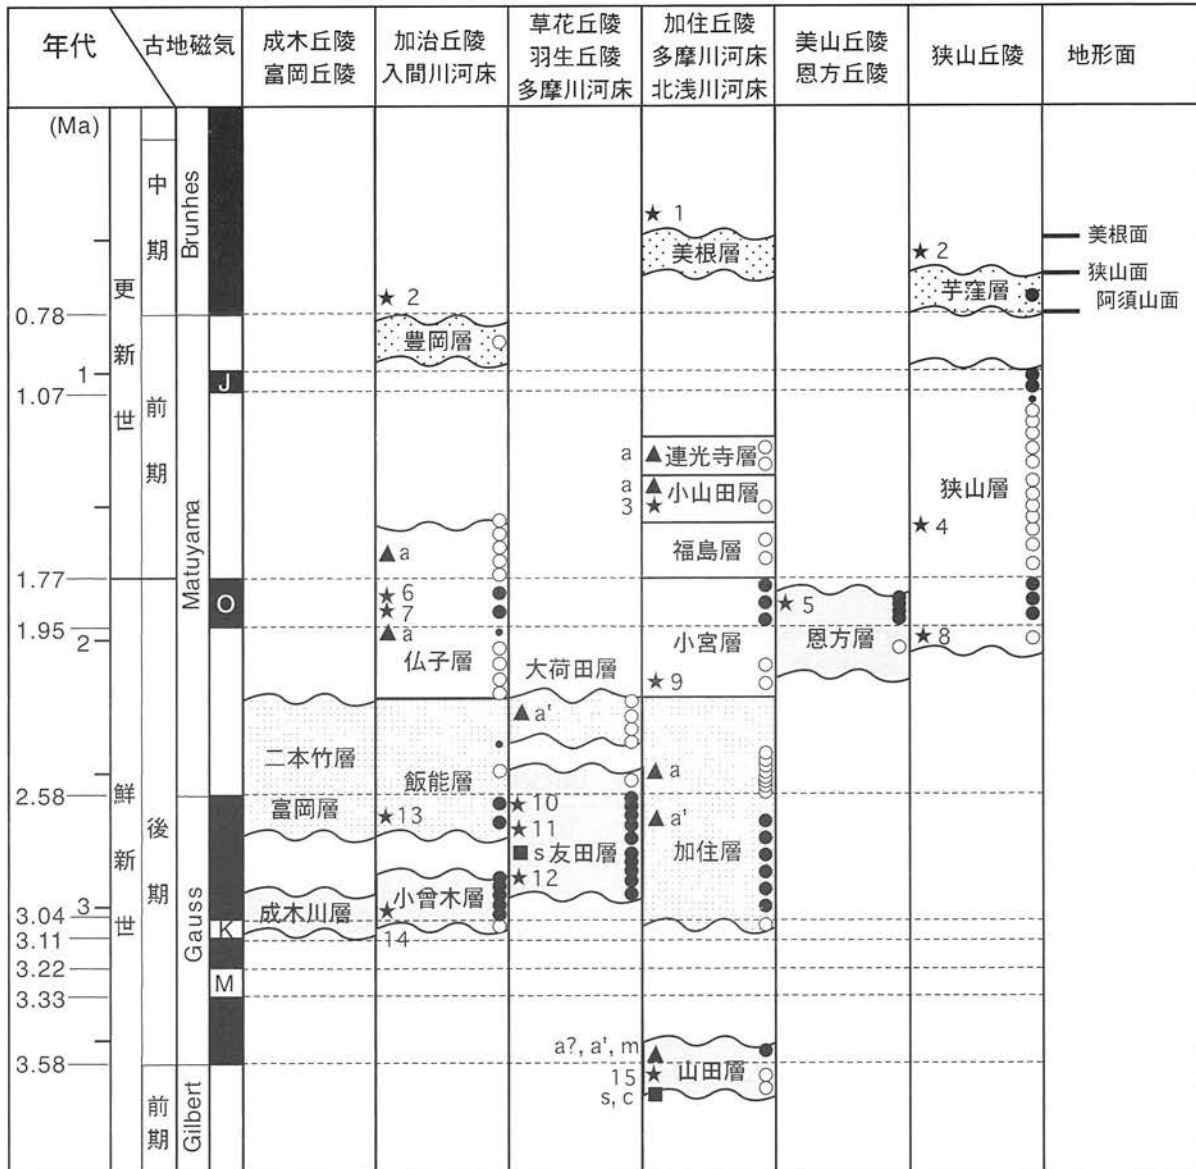 年代
古地磁気
成木丘陵
富岡丘陵
加治丘陵
入間川河床
草花丘陵
羽生丘陵
多摩川河床
加住丘陵
多摩川河床
北浅川河床
美山丘陵
恩方丘陵
狭山丘陵
地形面
(Ma)
0.78
1
1.07
1.77
1.95
2
2.58
3
3.04
3.11
3.22
3.33
3.58
更新世
鮮新世
中期
前期
後期
前期
Brunhes
Matuyama
Gauss
Gilbert
J
O
K
M
二本竹層
富岡層
成木川層
★ 2
豊岡層
▲ a
★ 6
★ 7
▲ a
仏子層
飯能層
★ 13
小曾木層
★
14
大荷田層
▲ a'
★ 10
★ 11
■ s 友田層
★ 12
★ 1
美根層
a ▲ 連光寺層
a ▲
小山田層
3 ★
福島層
小宮層
★ 9
▲ a
▲ a'
加住層
a?, a', m ▲
15 ★ 山田層
s, c ■
★ 5
恩方層
★ 2
芋窪層
狭山層
★ 4
★ 8
美根面
狭山面
阿須山面